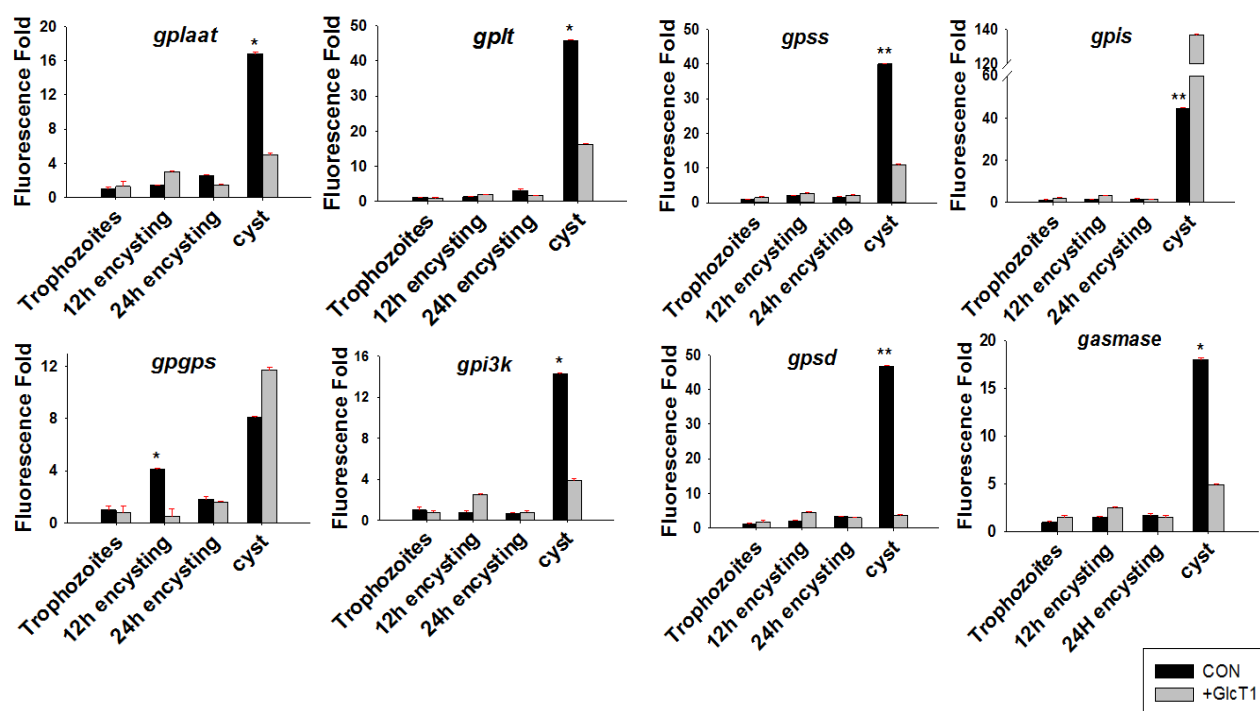 gplaat
Fluorescence Fold
20
16
12
8
4
0
*
Trophozoites
12h encysting
24h encysting
cyst
gplt
Fluorescence Fold
50
40
30
20
10
0
*
Trophozoites
12h encysting
24h encysting
cyst
gpss
Fluorescence Fold
50
40
30
20
10
0
**
Trophozoites
12h encysting
24h encysting
cyst
gpis
Fluorescence Fold
140
120
60
40
20
0
**
Trophozoites
12h encysting
24h encysting
cyst
gpgps
Fluorescence Fold
12
8
4
0
*
Trophozoites
12h encysting
24h encysting
cyst
gpi3k
Fluorescence Fold
16
12
8
4
0
*
Trophozoites
12h encysting
24h encysting
cyst
gpsd
Fluorescence Fold
50
40
30
20
10
0
**
Trophozoites
12h encysting
24h encysting
cyst
gasmase
Fluorescence Fold
20
15
10
5
0
*
Trophozoites
12h encysting
24H encysting
cyst
CON
+GlcT1